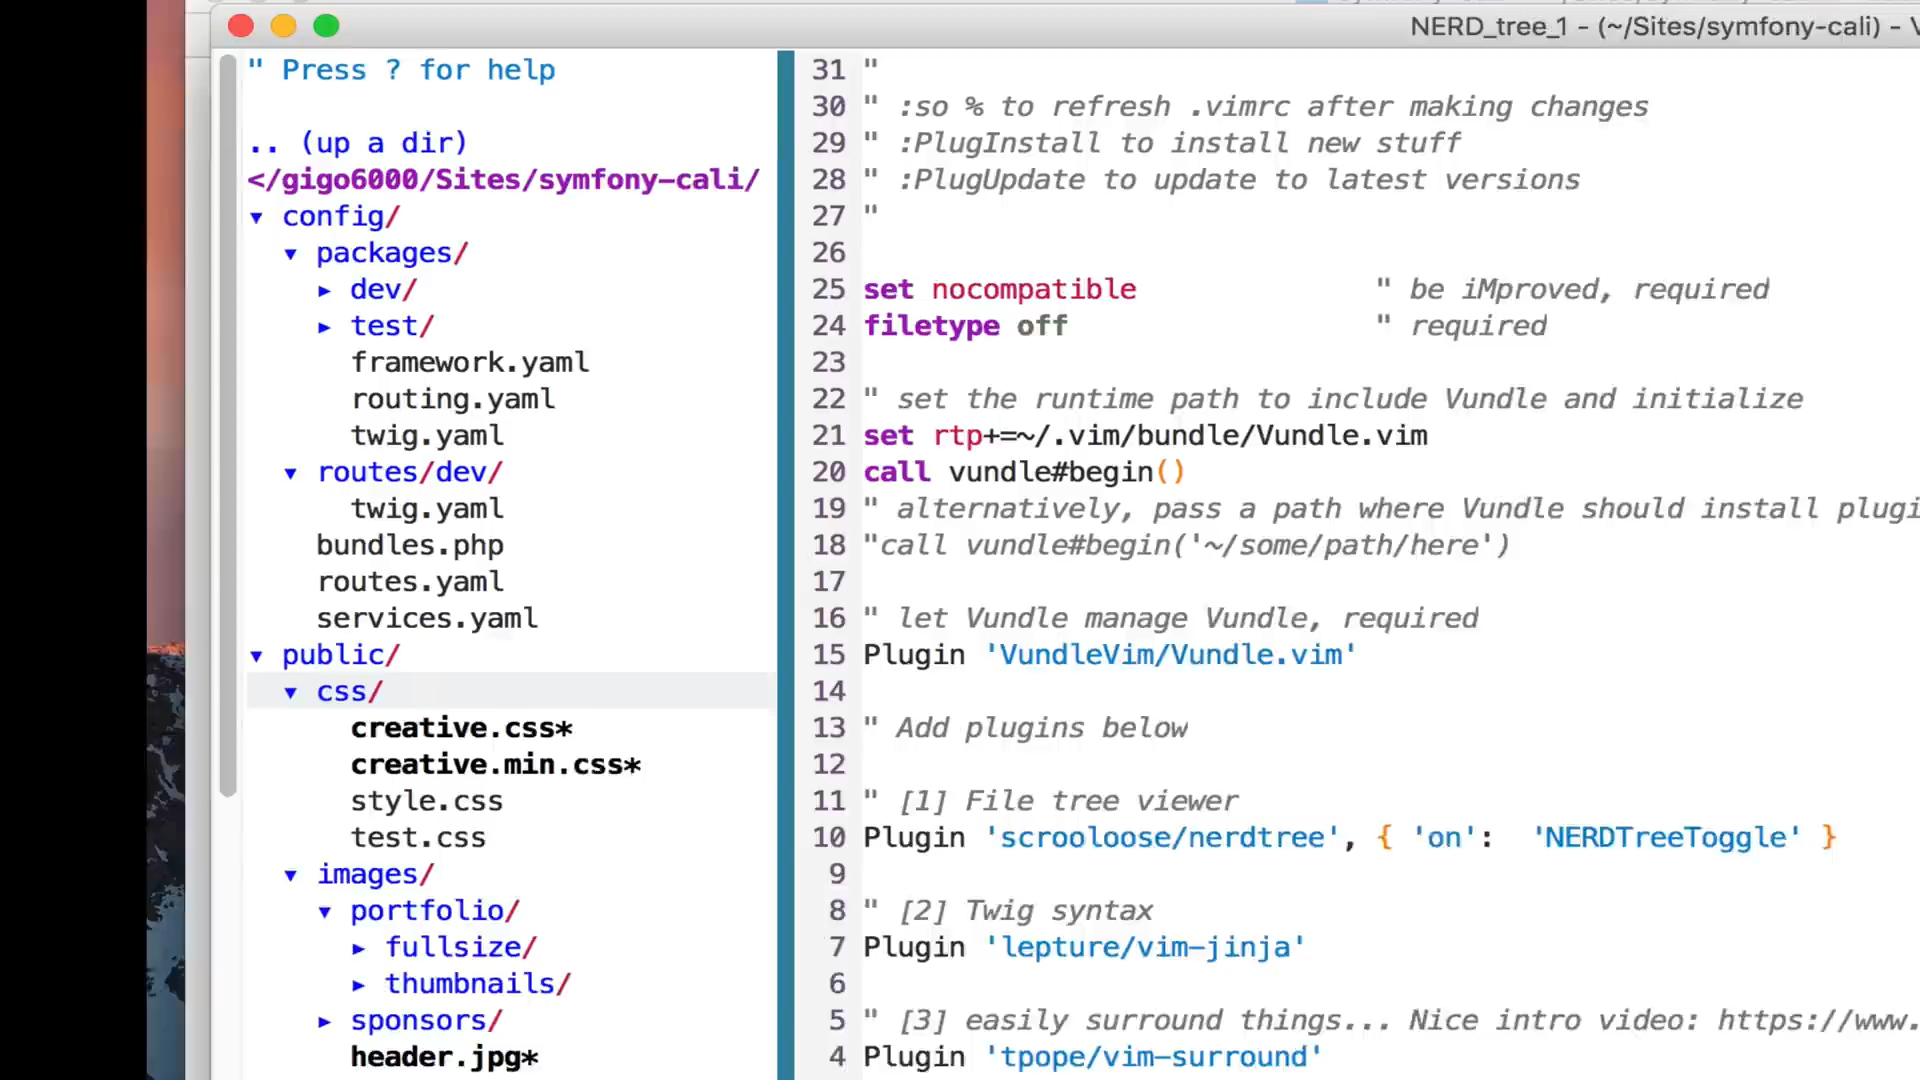 NERD_tree_1 - (~/Sites/symfony-cali) -
" Press ? for help
.. (up a dir)
</gigo6000/Sites/symfony-cali/
▾ config/
▾ packages/
▸ dev/
▸ test/
framework.yaml
routing.yaml
twig.yaml
▾ routes/dev/
twig.yaml
bundles.php
routes.yaml
services.yaml
▾ public/
▾ css/
creative.css*
creative.min.css*
style.css
test.css
▾ images/
▾ portfolio/
▸ fullsize/
▸ thumbnails/
▸ sponsors/
header.jpg*
31 "
30 " :so % to refresh .vimrc after making changes
29 " :PlugInstall to install new stuff
28 " :PlugUpdate to update to latest versions
27 "
26
25 set nocompatible " be iMproved, required
24 filetype off " required
23
22 " set the runtime path to include Vundle and initialize
21 set rtp+=~/.vim/bundle/Vundle.vim
20 call vundle#begin()
19 " alternatively, pass a path where Vundle should install plugi
18 "call vundle#begin('~/some/path/here')
17
16 " let Vundle manage Vundle, required
15 Plugin 'VundleVim/Vundle.vim'
14
13 " Add plugins below
12
11 " [1] File tree viewer
10 Plugin 'scrooloose/nerdtree', { 'on': 'NERDTreeToggle' }
9
8 " [2] Twig syntax
7 Plugin 'lepture/vim-jinja'
6
5 " [3] easily surround things... Nice intro video: https://www.
4 Plugin 'tpope/vim-surround'